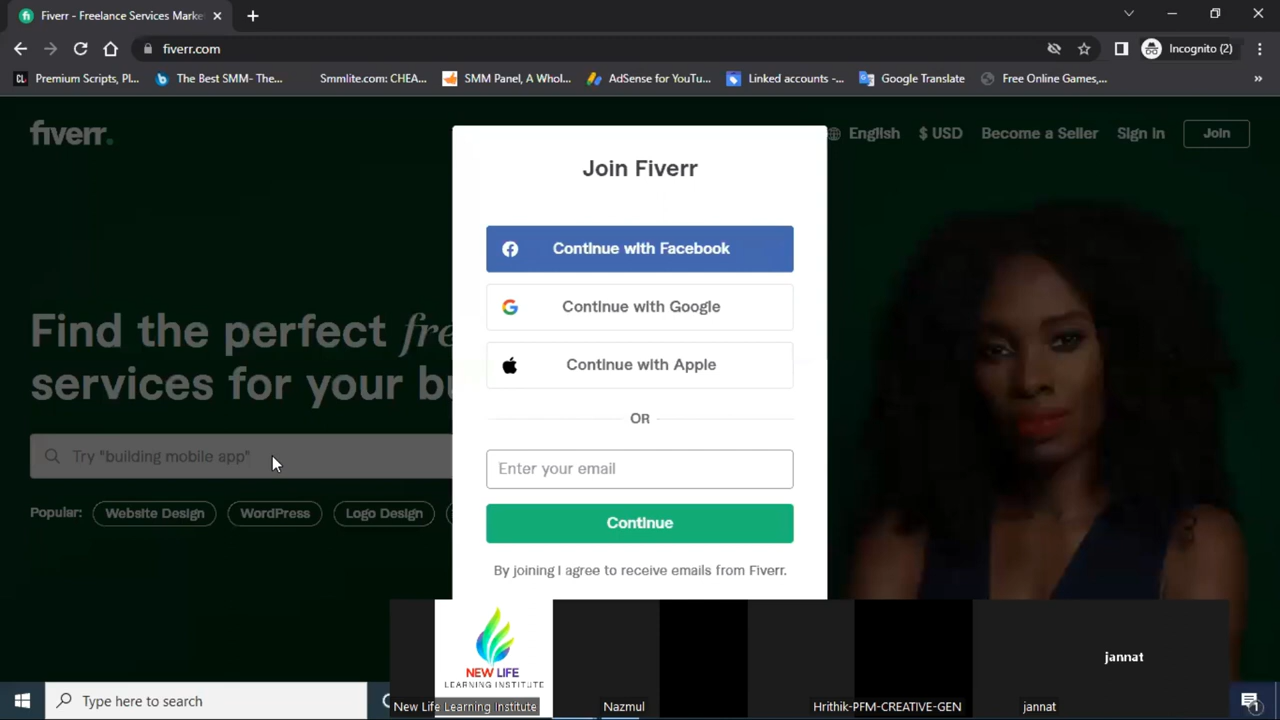 Fiverr - Freelance Services Marke
fiverr.com
Incognito (2)
Premium Scripts, Pl...
The Best SMM- The...
Smmlite.com: CHEA...
SMM Panel, A Whol...
AdSense for YouTu...
Linked accounts -...
Google Translate
Free Online Games,...
fiverr.
English
$ USD
Become a Seller
Sign in
Join
Join Fiverr
Continue with Facebook
Continue with Google
Continue with Apple
OR
Enter your email
Continue
By joining I agree to receive emails from Fiverr.
Find the perfect fre
services for your bu
Try "building mobile app"
Popular:
Website Design
WordPress
Logo Design
NEW LIFE
LEARNING INSTITUTE
jannat
New Life Learning Institute
Nazmul
Hrithik-PFM-CREATIVE-GEN
jannat
Type here to search
1